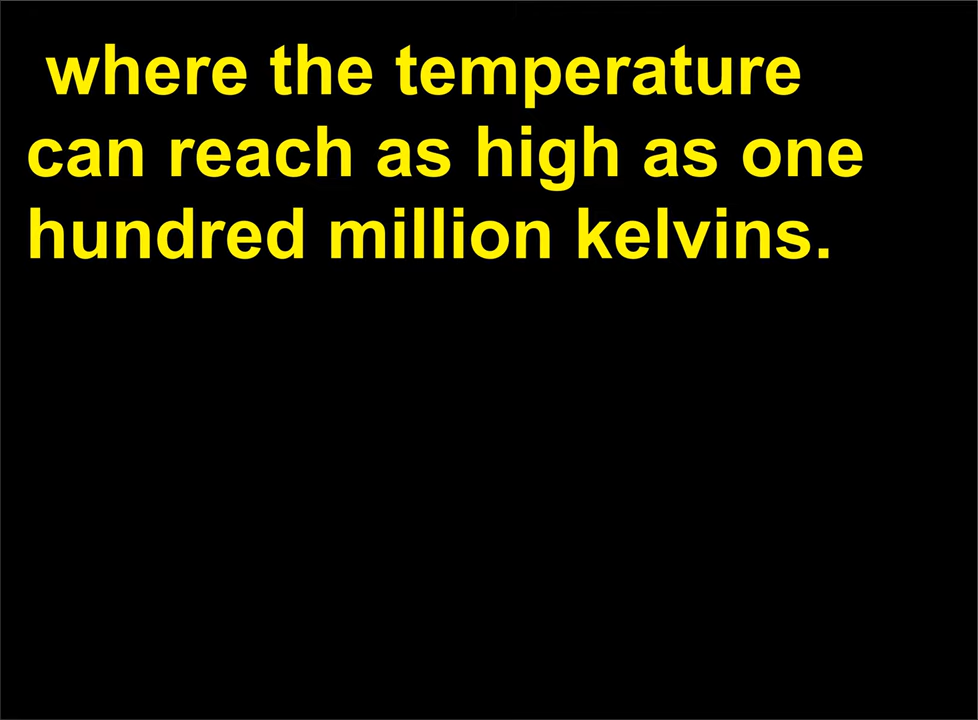 where the temperature
can reach as high as one
hundred million kelvins.